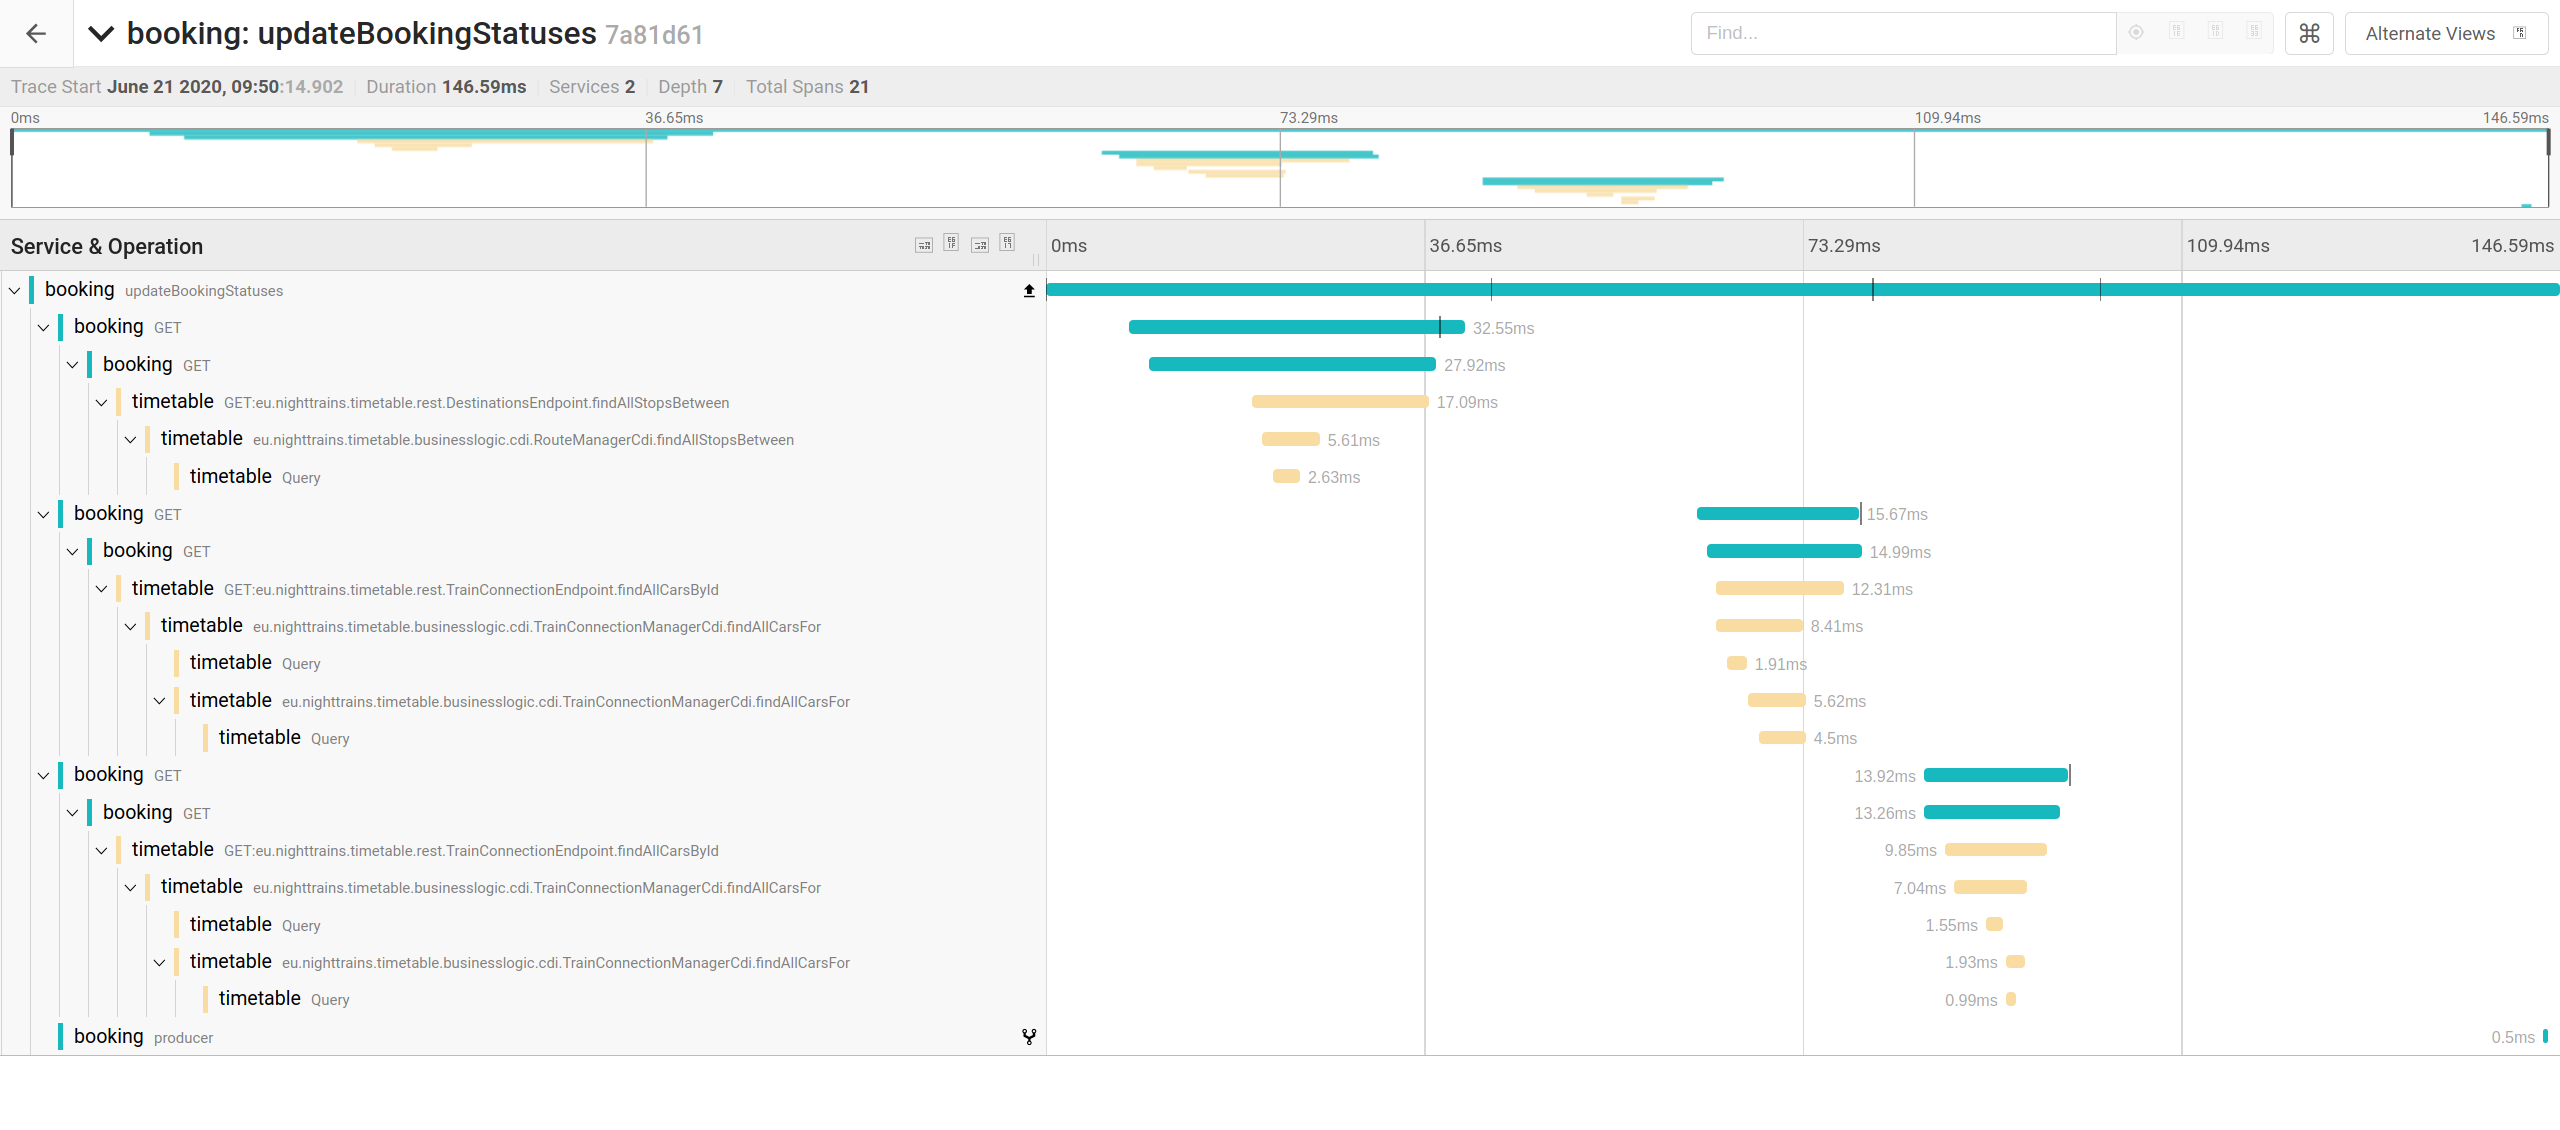 booking: updateBookingStatuses 7a81d61
Find...
Alternate Views
Trace Start June 21 2020, 09:50:14.902 Duration 146.59ms Services 2 Depth 7 Total Spans 21
0ms 36.65ms 73.29ms 109.94ms 146.59ms
Service & Operation 0ms 36.65ms 73.29ms 109.94ms 146.59ms
booking updateBookingStatuses
booking GET 32.55ms
booking GET 27.92ms
timetable GET:eu.nighttrains.timetable.rest.DestinationsEndpoint.findAllStopsBetween 17.09ms
timetable eu.nighttrains.timetable.businesslogic.cdi.RouteManagerCdi.findAllStopsBetween 5.61ms
timetable Query 2.63ms
booking GET 15.67ms
booking GET 14.99ms
timetable GET:eu.nighttrains.timetable.rest.TrainConnectionEndpoint.findAllCarsById 12.31ms
timetable eu.nighttrains.timetable.businesslogic.cdi.TrainConnectionManagerCdi.findAllCarsFor 8.41ms
timetable Query 1.91ms
timetable eu.nighttrains.timetable.businesslogic.cdi.TrainConnectionManagerCdi.findAllCarsFor 5.62ms
timetable Query 4.5ms
booking GET 13.92ms
booking GET 13.26ms
timetable GET:eu.nighttrains.timetable.rest.TrainConnectionEndpoint.findAllCarsById 9.85ms
timetable eu.nighttrains.timetable.businesslogic.cdi.TrainConnectionManagerCdi.findAllCarsFor 7.04ms
timetable Query 1.55ms
timetable eu.nighttrains.timetable.businesslogic.cdi.TrainConnectionManagerCdi.findAllCarsFor 1.93ms
timetable Query 0.99ms
booking producer 0.5ms